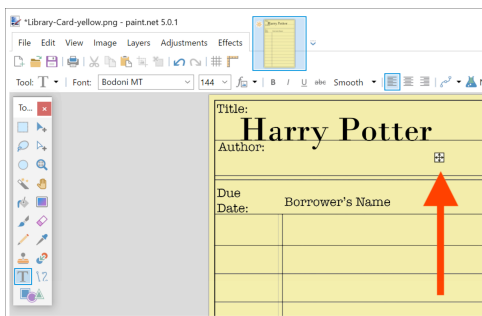 *Library-Card-yellow.png - paint.net 5.0.1
File Edit View Image Layers Adjustments Effects
Tool: T Font: Bodoni MT 144 B I U abc Smooth N
To...
Title:
Harry Potter
Author:
Due
Date:
Borrower's Name